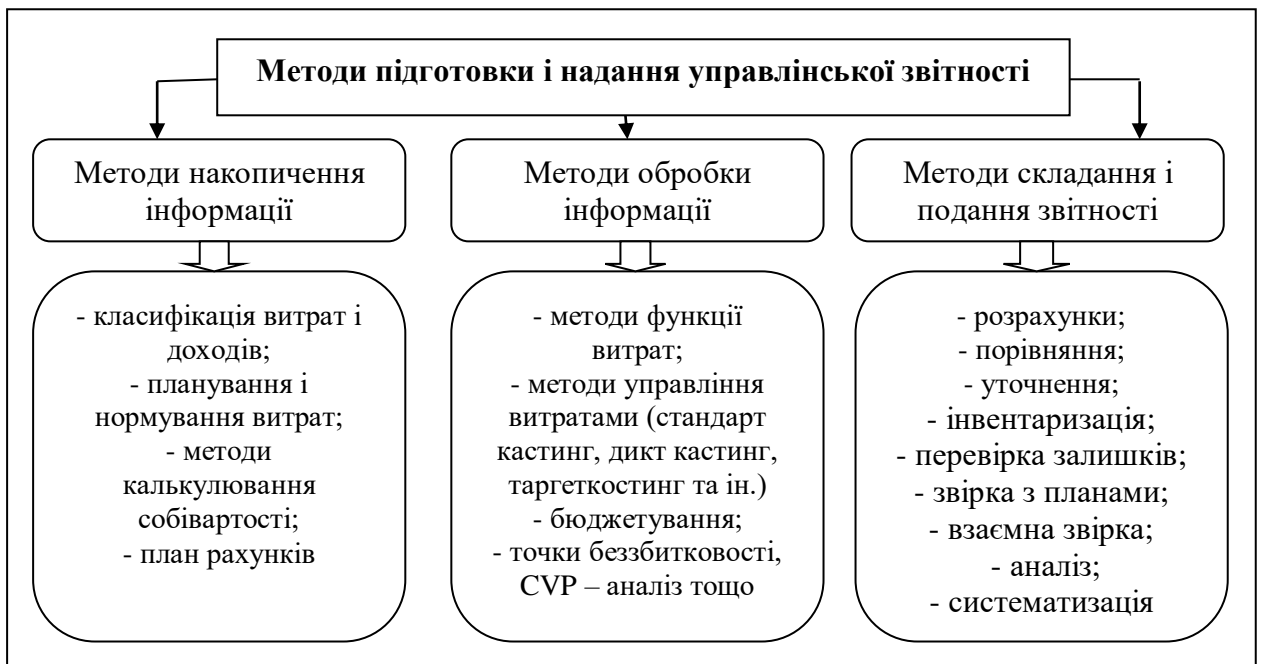 Методи підготовки і надання управлінської звітності
Методи накопичення
інформації
Методи обробки
інформації
Методи складання і
подання звітності
- класифікація витрат і
доходів;
- планування і
нормування витрат;
- методи
калькулювання
собівартості;
- план рахунків
- методи функції
витрат;
- методи управління
витратами (стандарт
кастинг, дикт кастинг,
таргеткостинг та ін.)
- бюджетування;
- точки беззбитковості,
CVP – аналіз тощо
- розрахунки;
- порівняння;
- уточнення;
- інвентаризація;
- перевірка залишків;
- звірка з планами;
- взаємна звірка;
- аналіз;
- систематизація